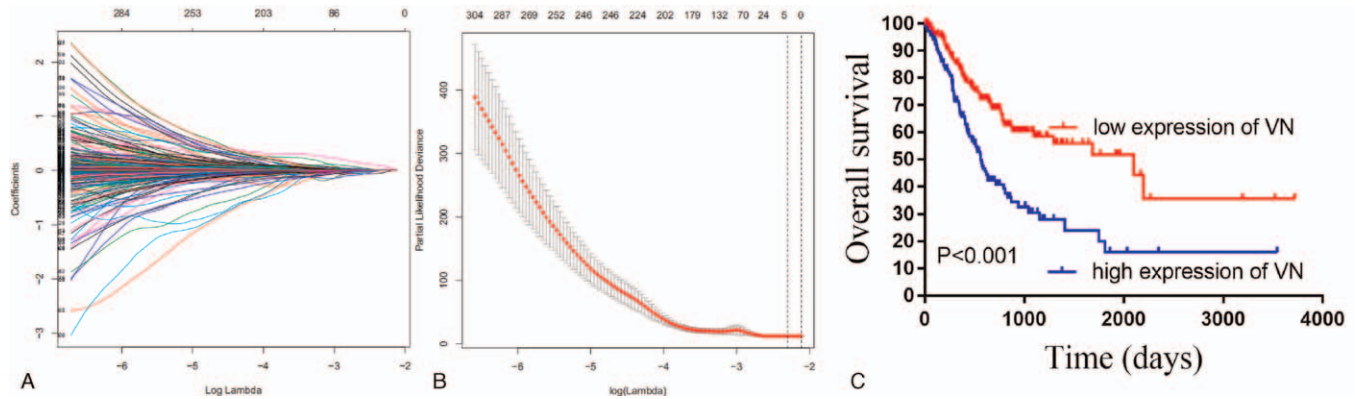 284 253 203 86 0
2
1
0
−1
−2
−3
Coefficients
−6 −5 −4 −3 −2
Log Lambda
A
304 287 269 252 246 246 224 202 179 132 70 24 5 0
400
300
200
100
0
Partial Likelihood Deviance
−6 −5 −4 −3 −2
log(Lambda)
B
100
90
80
70
60
50
40
30
20
10
0
Overall survival
low expression of VN
P<0.001
high expression of VN
0 1000 2000 3000 4000
Time (days)
C